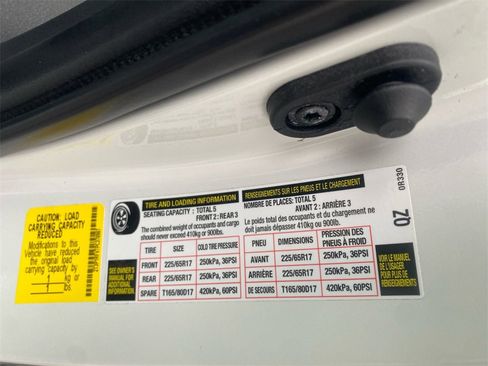 CAUTION: LOAD
CARRYING CAPACITY
REDUCED
Modifications to this
Vehicle have reduced
the original load
carrying capacity by
1 kg
or
1 lbs
TIRE AND LOADING INFORMATION
SEATING CAPACITY : TOTAL 5
FRONT 2 : REAR 3
The combined weight of occupants and cargo
should never exceed 410kg or 900lbs.
SEE OWNER'S
MANUAL FOR
ADDITIONAL
INFORMATION
TIRE SIZE COLD TIRE PRESSURE
FRONT 225/65R17 250kPa, 36PSI
REAR 225/65R17 250kPa, 36PSI
SPARE T165/80D17 420kPa, 60PSI
RENSEIGNEMENTS SUR LES PNEUS ET LE CHARGEMENT
NOMBRE DE PLACES: TOTAL 5
AVANT 2 : ARRIÈRE 3
Le poids total des occupants et du chargement ne
doit jamais dépasser 410kg ou 900lb.
PNEU DIMENSIONS PRESSION DES
PNEUS À FROID
AVANT 225/65R17 250kPa, 36PSI
ARRIÈRE 225/65R17 250kPa, 36PSI
DE SECOURS T165/80D17 420kPa, 60PSI
VOIR LE MANUEL
DE L'USAGER
POUR PLUS DE
RENSEIGNEMENTS
QZ
0R330